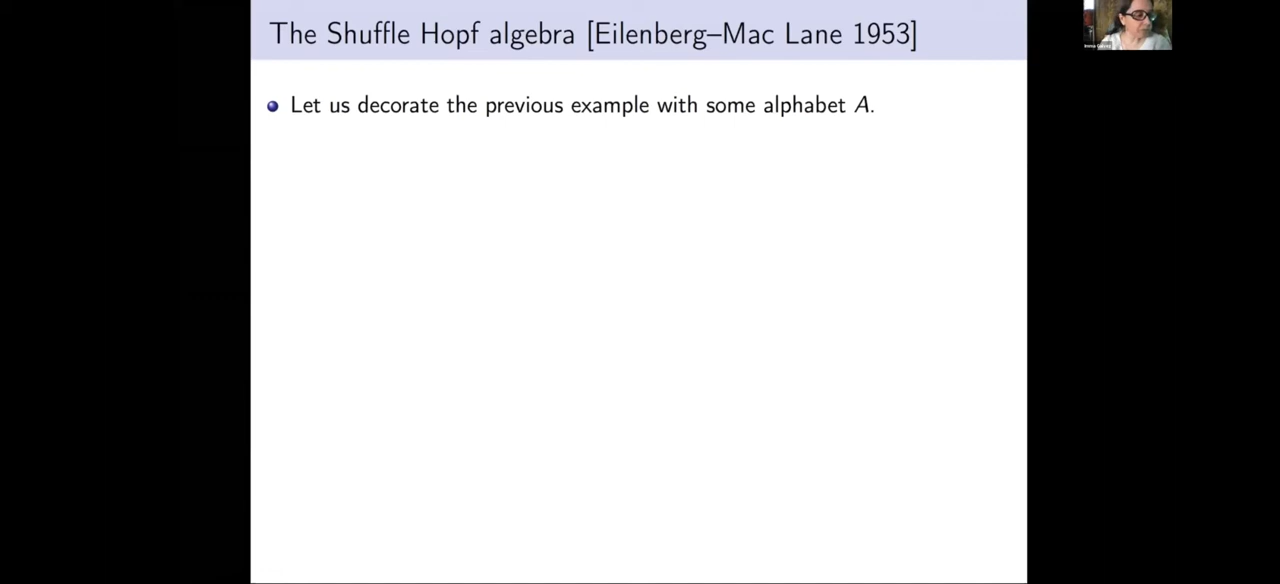 The Shuffle Hopf algebra [Eilenberg–Mac Lane 1953]
Let us decorate the previous example with some alphabet A.